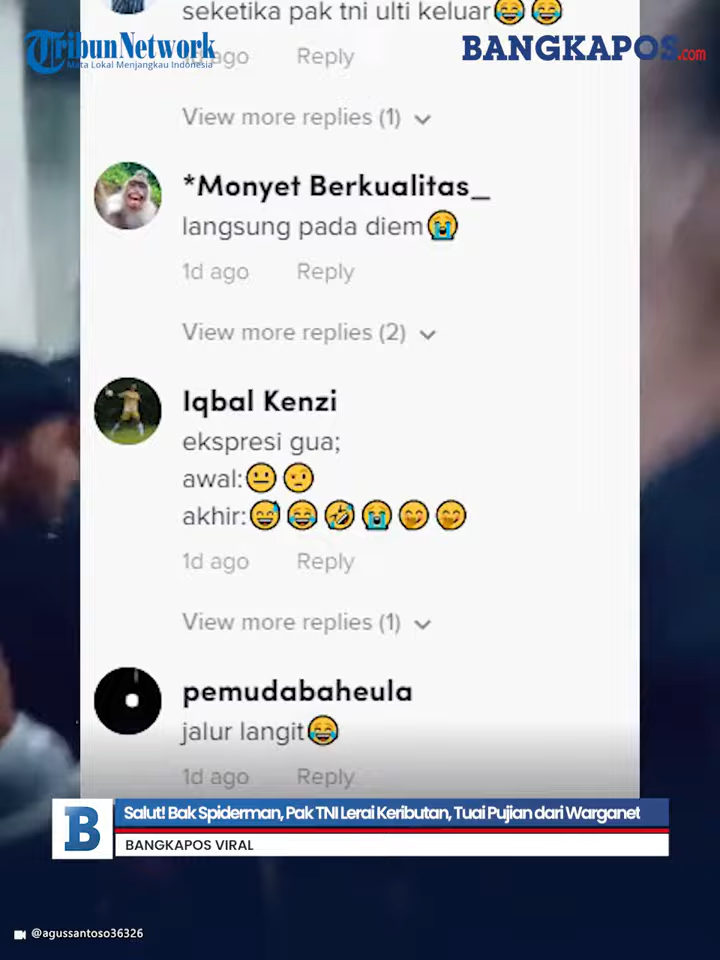 seketika pak tni ulti keluar😂😂
TribunNetwork
Mata Lokal Menjangkau Indonesia
BANGKAPOS.com
ago Reply
View more replies (1)
*Monyet Berkualitas_
langsung pada diem😭
1d ago Reply
View more replies (2)
Iqbal Kenzi
ekspresi gua;
awal:😐🤨
akhir:😅😂🤣😭🤭🤭
1d ago Reply
View more replies (1)
pemudabaheula
jalur langit😂
1d ago Reply
B
Salut! Bak Spiderman, Pak TNI Lerai Keributan, Tuai Pujian dari Warganet
BANGKAPOS VIRAL
@agussantoso36326